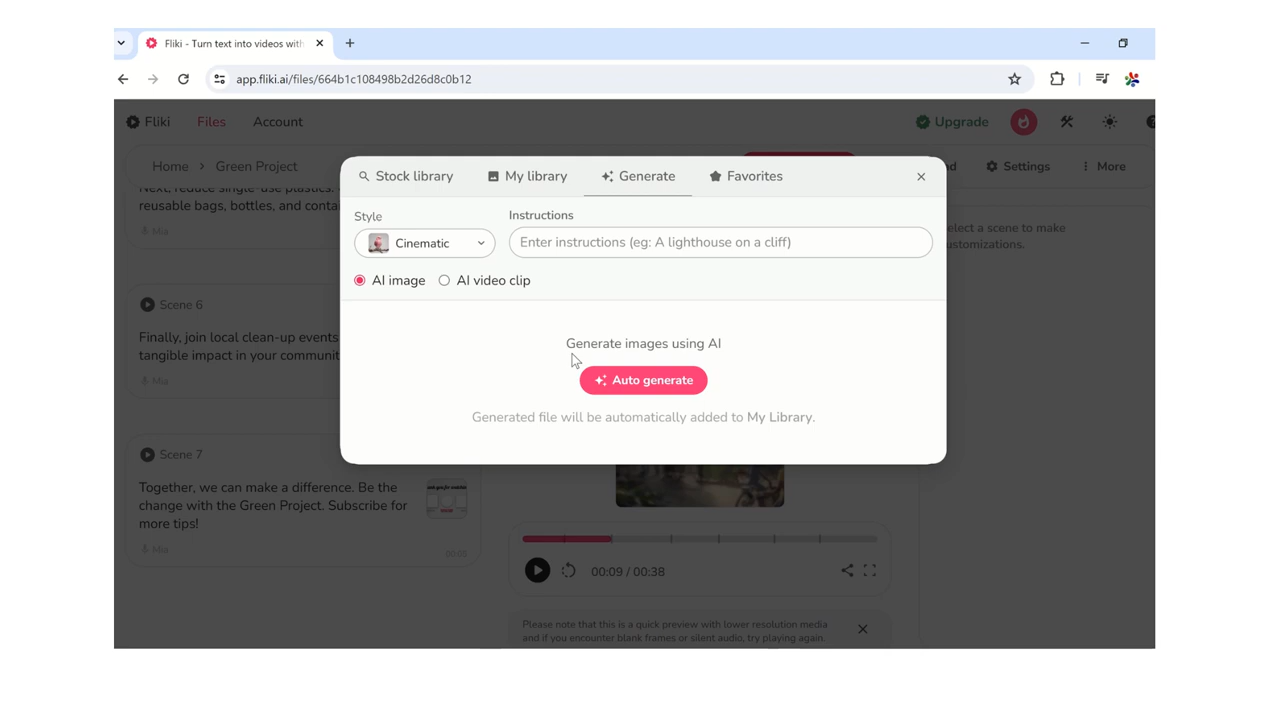 Fliki - Turn text into videos with
app.fliki.ai/files/664b1c108498b2d26d8c0b12
Fliki
Files
Account
Upgrade
Home > Green Project
Settings
More
Next, reduce single-use plastics.
reusable bags, bottles, and conta
Mia
Scene 6
Finally, join local clean-up events
tangible impact in your communit
Mia
Scene 7
Together, we can make a difference. Be the
change with the Green Project. Subscribe for
more tips!
Mia
00:00
Stock library
My library
Generate
Favorites
Style
Cinematic
Instructions
Enter instructions (eg: A lighthouse on a cliff)
AI image
AI video clip
Generate images using AI
Auto generate
Generated file will be automatically added to My Library.
elect a scene to make
ustomizations.
00:09 / 00:38
Please note that this is a quick preview with lower resolution media
and if you encounter blank frames or silent audio, try playing again.